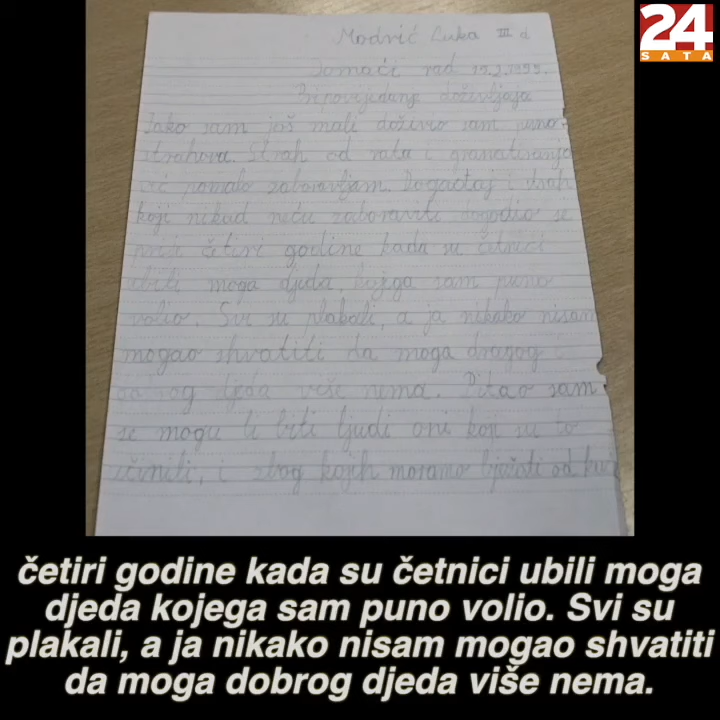 24
SATA
Modrić Luka III. d
Domaći rad
Pripovijedanje doživljaja
Iako sam još mali doživio sam puno
strahova. Strah od rata i granatiranja
već pomalo zaboravljam. Događaj i strah
koji nikad neću zaboraviti dogodio se
prije četiri godine kada su četnici
ubili moga djeda, kojega sam puno
volio. Svi su plakali, a ja nikako nisam
mogao shvatiti da moga dragog i
dobrog djeda više nema. Pitao sam
se mogu li biti ljudi oni koji su to
učinili, i zbog kojih moramo bježati od
četiri godine kada su četnici ubili moga
djeda kojega sam puno volio. Svi su
plakali, a ja nikako nisam mogao shvatiti
da moga dobrog djeda više nema.